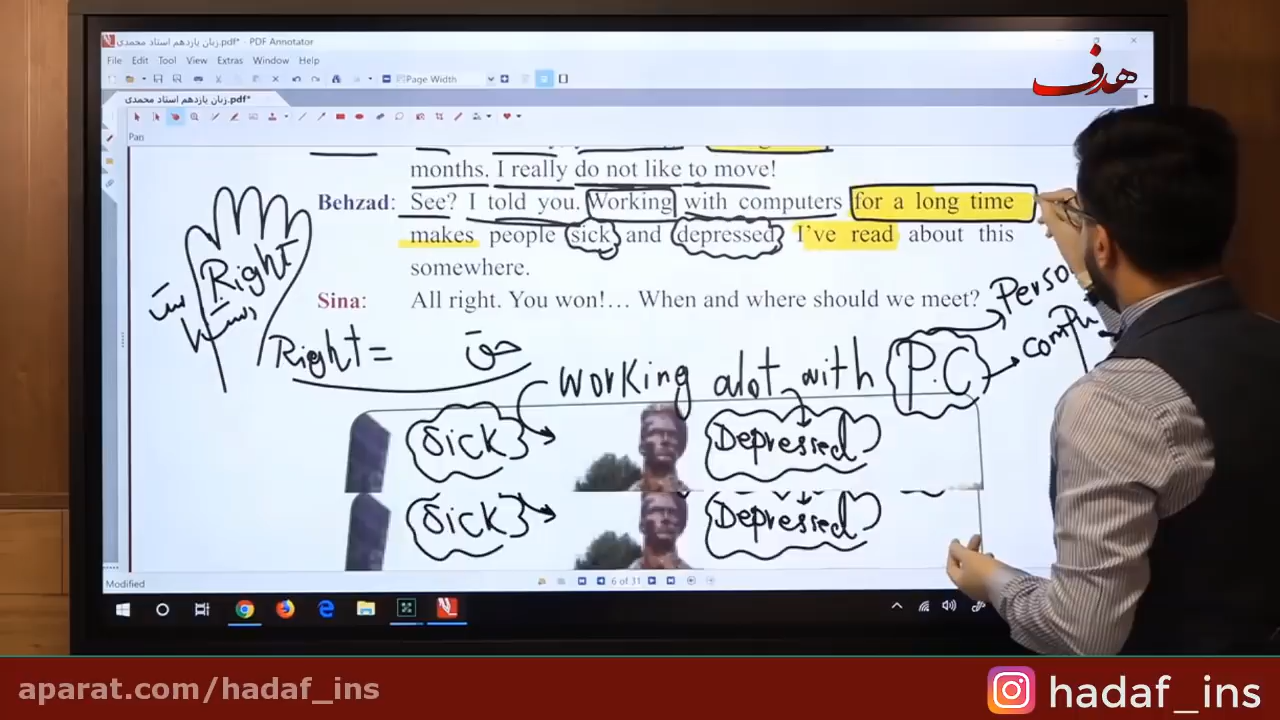 زبان یازدهم استاد محمدی.pdf* - PDF Annotator
File Edit Tool View Extras Window Help
Page Width
هدف
زبان یازدهم استاد محمدی.pdf*
Pan
months. I really do not like to move!
Behzad: See? I told you. Working with computers for a long time
makes people sick and depressed I've read about this
somewhere.
Sina: All right. You won!… When and where should we meet?
Right
راست
Right = حق
Working alot with P.C
Perso
comp
Sick Depressed
Sick Depressed
Modified
6 of 31
aparat.com/hadaf_ins
hadaf_ins